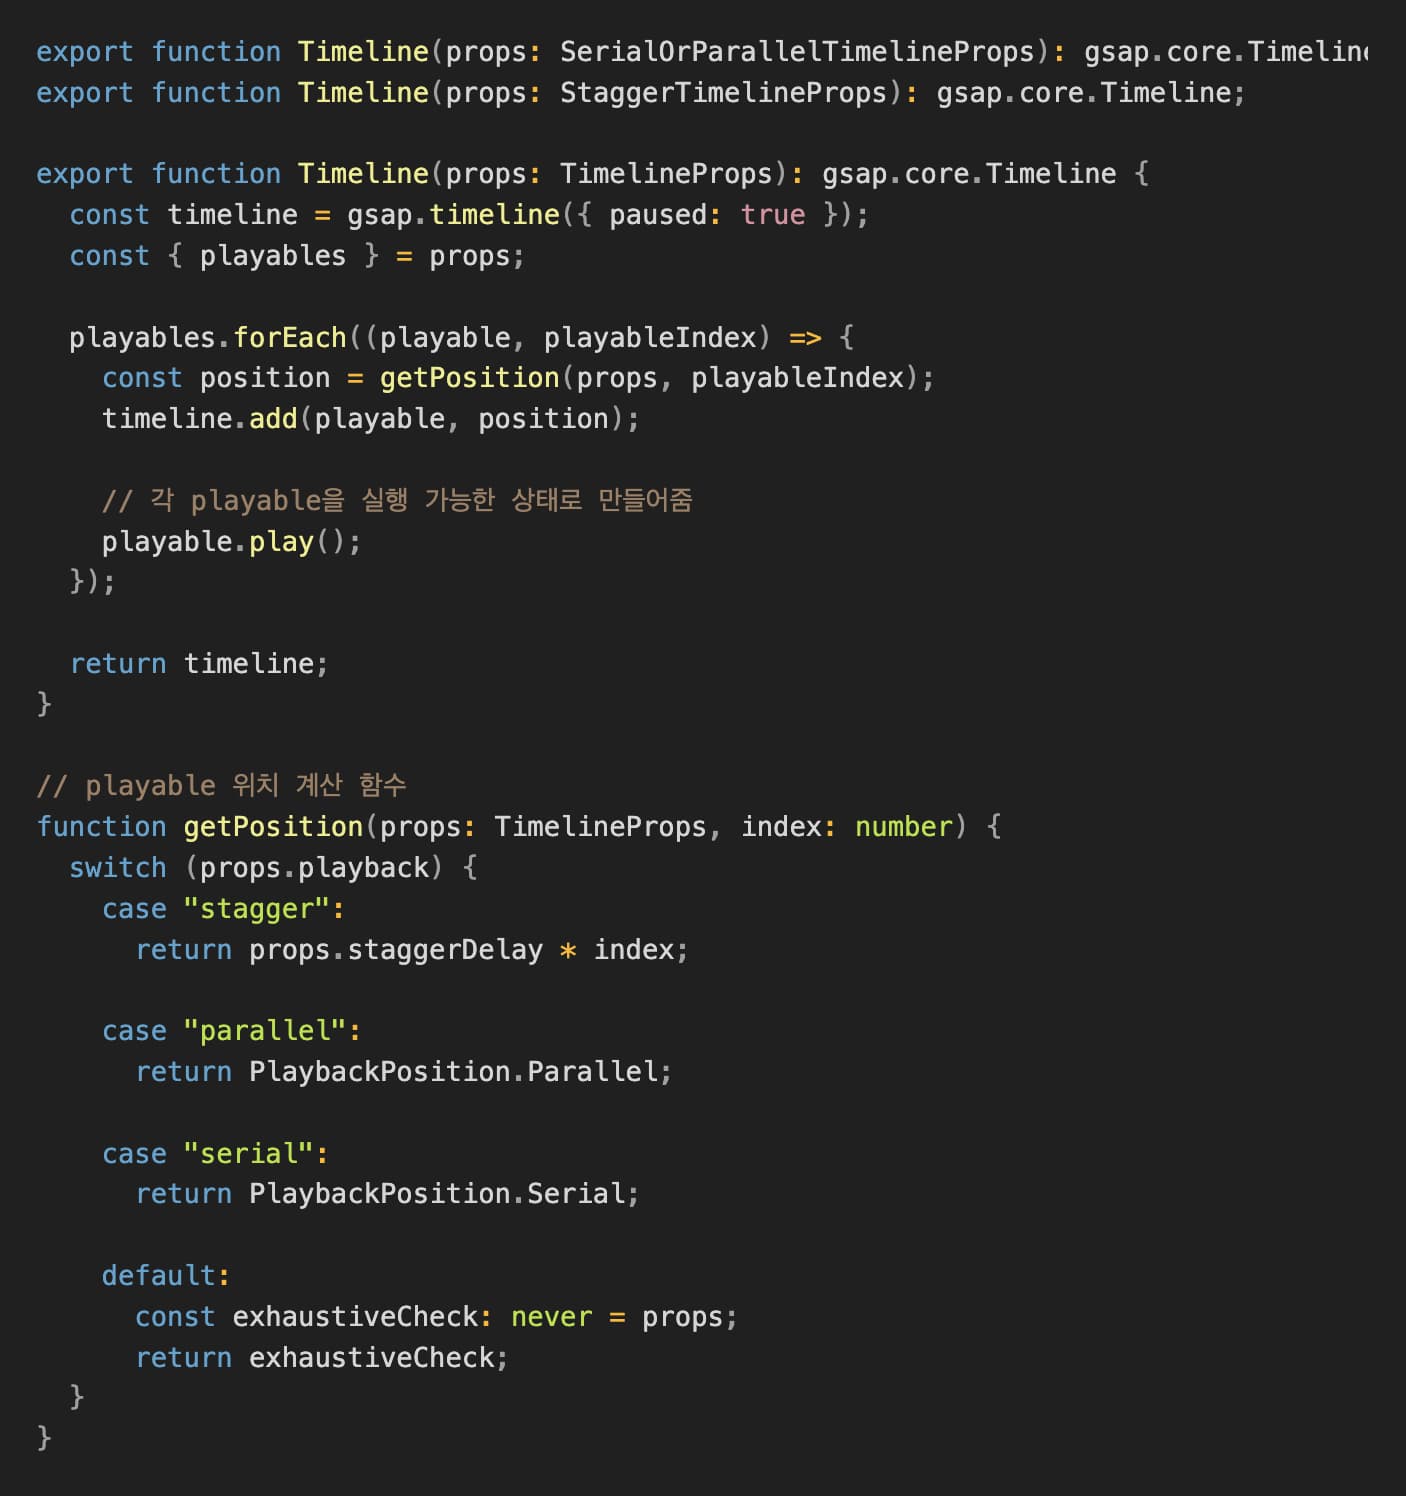 export function Timeline(props: SerialOrParallelTimelineProps): gsap.core.Timeline
export function Timeline(props: StaggerTimelineProps): gsap.core.Timeline;
export function Timeline(props: TimelineProps): gsap.core.Timeline {
  const timeline = gsap.timeline({ paused: true });
  const { playables } = props;
  playables.forEach((playable, playableIndex) => {
    const position = getPosition(props, playableIndex);
    timeline.add(playable, position);
    // 각 playable을 실행 가능한 상태로 만들어줌
    playable.play();
  });
  return timeline;
}
// playable 위치 계산 함수
function getPosition(props: TimelineProps, index: number) {
  switch (props.playback) {
    case "stagger":
      return props.staggerDelay * index;
    case "parallel":
      return PlaybackPosition.Parallel;
    case "serial":
      return PlaybackPosition.Serial;
    default:
      const exhaustiveCheck: never = props;
      return exhaustiveCheck;
  }
}